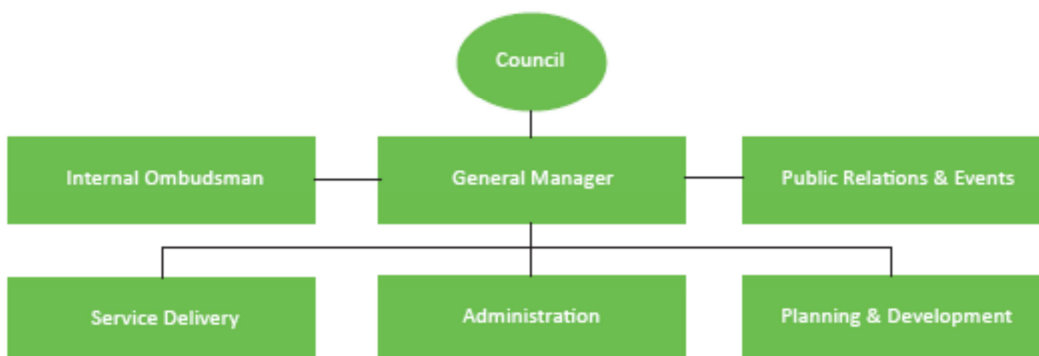 Council
Internal Ombudsman
General Manager
Public Relations & Events
Service Delivery
Administration
Planning & Development